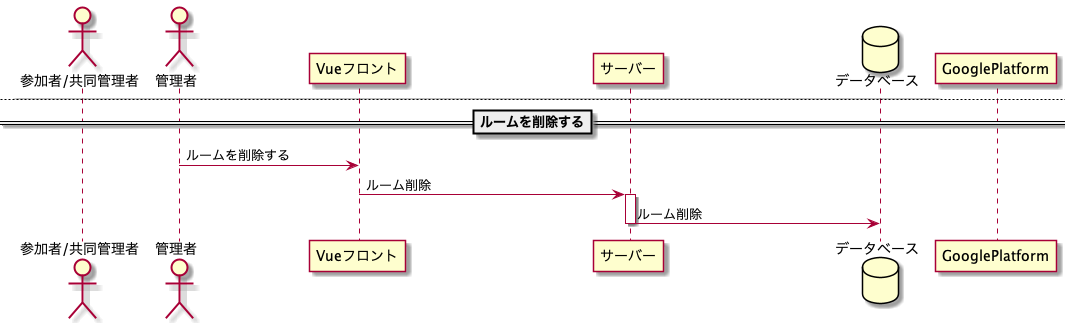 参加者/共同管理者
管理者
Vueフロント
サーバー
データベース
GooglePlatform
ルームを削除する
ルームを削除する
ルーム削除
ルーム削除
参加者/共同管理者
管理者
Vueフロント
サーバー
データベース
GooglePlatform